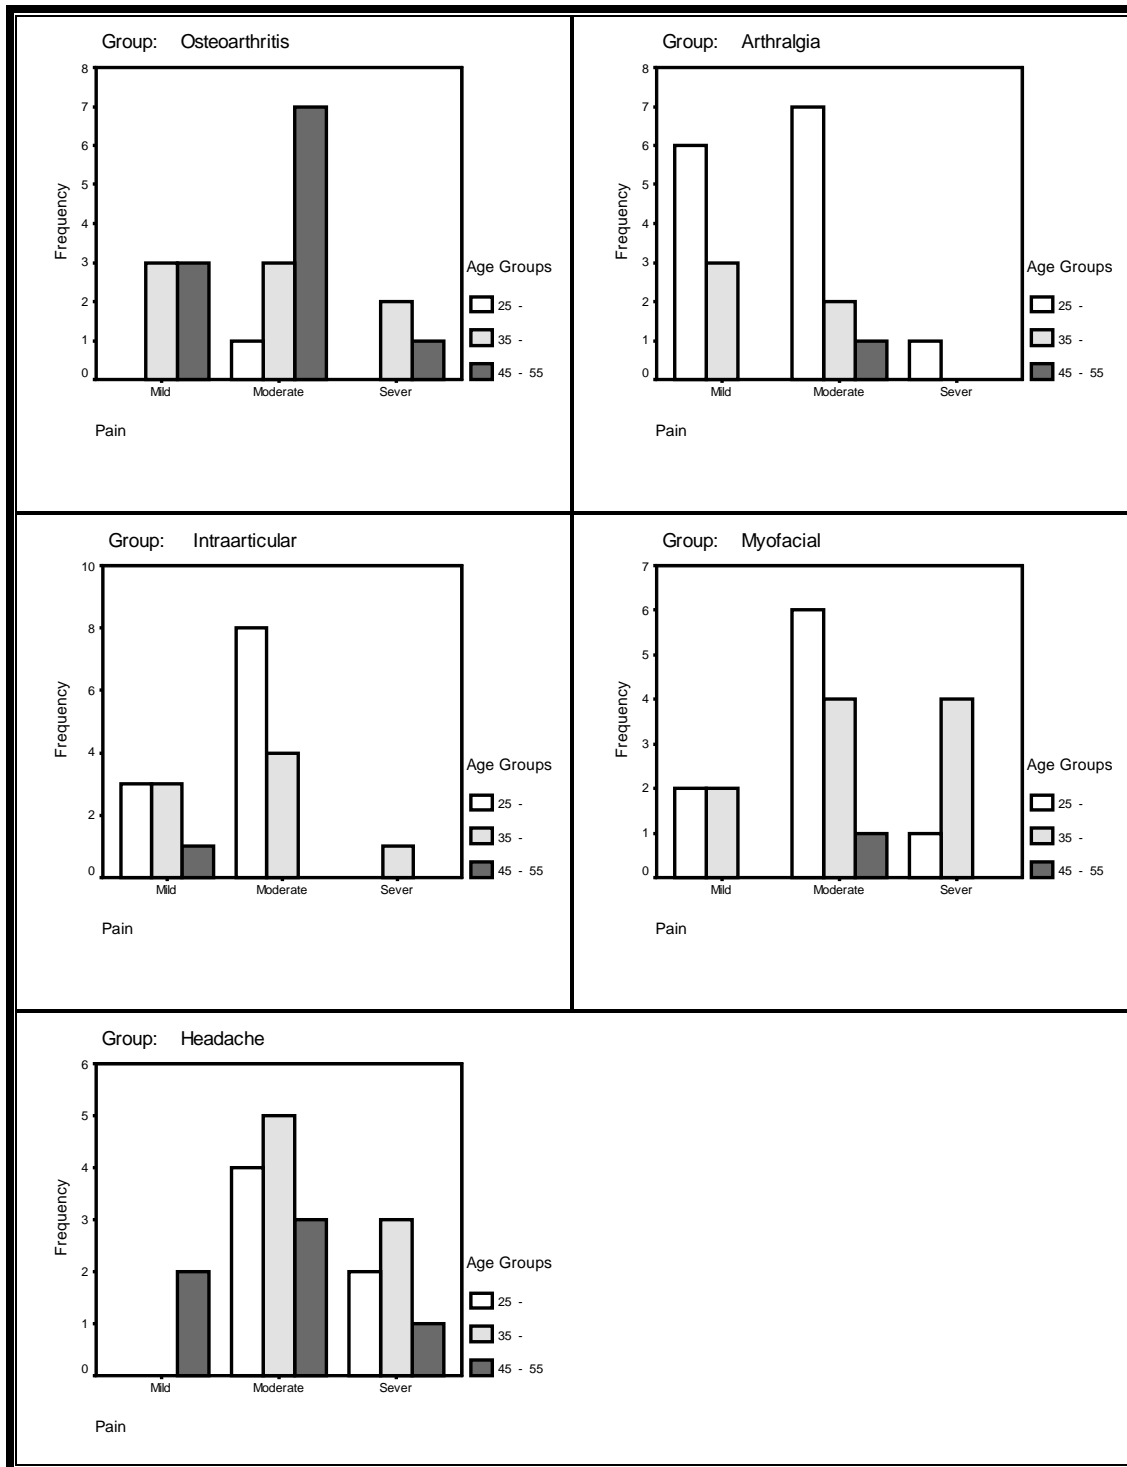 Group: Osteoarthritis
8
7
6
5
4
3
2
1
0
Frequency
Mild Moderate Sever
Pain
Age Groups
25 -
35 -
45 - 55
Group: Arthralgia
8
7
6
5
4
3
2
1
0
Frequency
Mild Moderate Sever
Pain
Age Groups
25 -
35 -
45 - 55
Group: Intraarticular
10
8
6
4
2
0
Frequency
Mild Moderate Sever
Pain
Age Groups
25 -
35 -
45 - 55
Group: Myofacial
7
6
5
4
3
2
1
0
Frequency
Mild Moderate Sever
Pain
Age Groups
25 -
35 -
45 - 55
Group: Headache
6
5
4
3
2
1
0
Frequency
Mild Moderate Sever
Pain
Age Groups
25 -
35 -
45 - 55